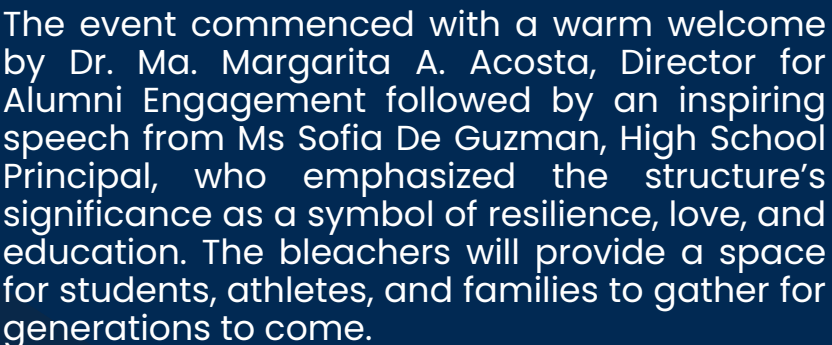 The event commenced with a warm welcome
by Dr. Ma. Margarita A. Acosta, Director for
Alumni Engagement followed by an inspiring
speech from Ms Sofia De Guzman, High School
Principal, who emphasized the structure’s
significance as a symbol of resilience, love, and
education. The bleachers will provide a space
for students, athletes, and families to gather for
generations to come.